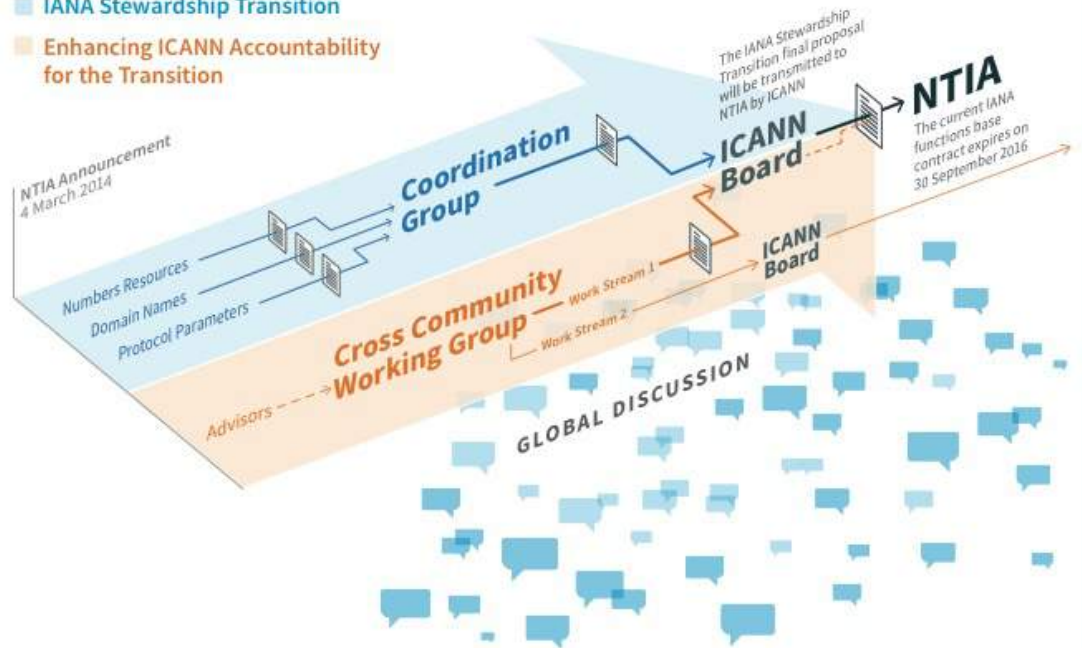 IANA Stewardship Transition
Enhancing ICANN Accountability
for the Transition
NTIA Announcement
4 March 2014
Numbers Resources
Domain Names
Protocol Parameters
Coordination
Group
The IANA Stewardship
Transition final proposal
will be transmitted to
NTIA by ICANN
ICANN
Board
NTIA
The current IANA
functions base
contract expires on
30 September 2016
Advisors
Cross Community
Working Group
Work Stream 1
Work Stream 2
ICANN
Board
GLOBAL DISCUSSION